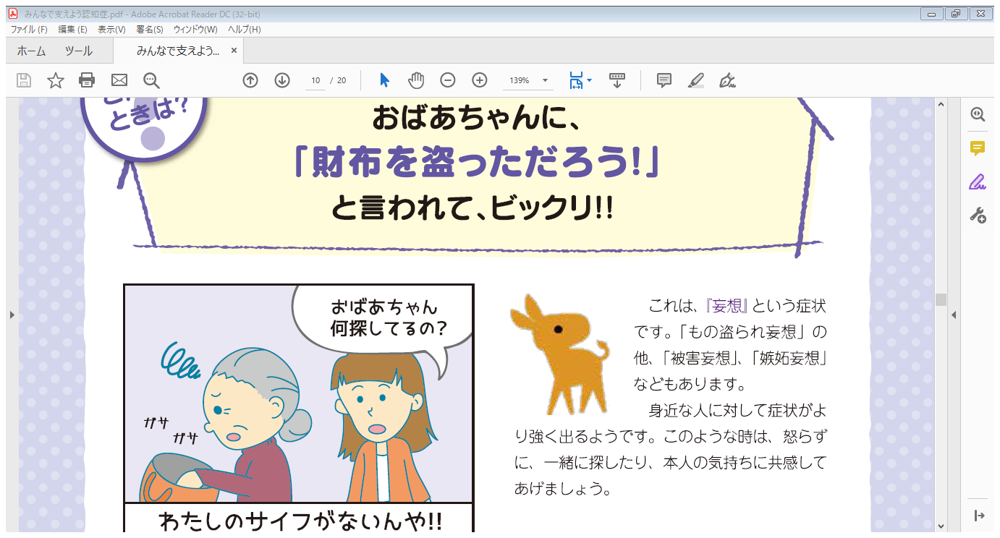 みんなで支えよう認知症.pdf - Adobe Acrobat Reader DC (32-bit)
ファイル (F) 編集 (E) 表示(V) 署名(S) ウィンドウ(W) ヘルプ(H)
ホーム ツール みんなで支えよう... ×
10 / 20 139%
ときは?
おばあちゃんに、
「財布を盗っただろう!」
と言われて、ビックリ!!
おばあちゃん
何探してるの?
ガサ
ガサ
わたしのサイフがないんや!!
これは、『妄想』という症状
です。「もの盗られ妄想」の
他、「被害妄想」、「嫉妬妄想」
などもあります。
身近な人に対して症状がよ
り強く出るようです。このような時は、怒らず
に、一緒に探したり、本人の気持ちに共感して
あげましょう。